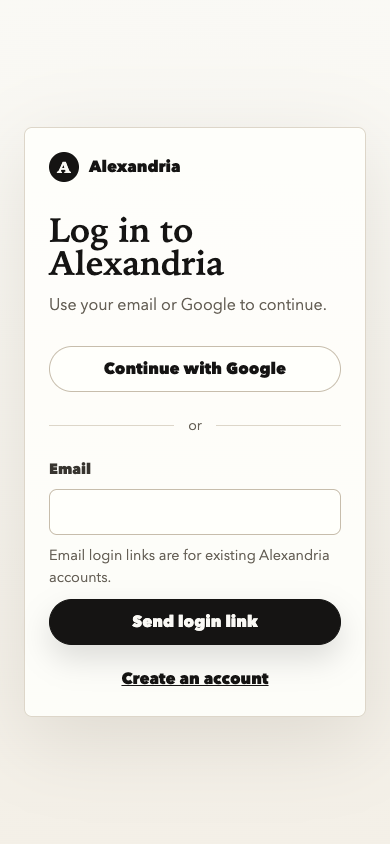 A Alexandria
Log in to
Alexandria
Use your email or Google to continue.
Continue with Google
or
Email
Email login links are for existing Alexandria
accounts.
Send login link
Create an account